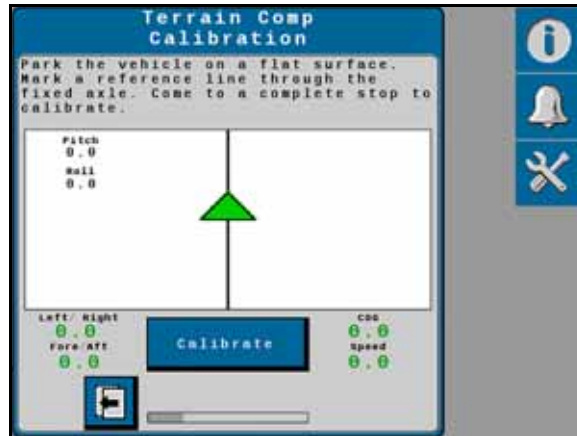 Terrain Comp
Calibration
Park the vehicle on a flat surface.
Mark a reference line through the
fixed axle. Come to a complete stop to
calibrate.
Pitch
0.0
Roll
0.0
Left/ Right
0.0
Fore/Aft
0.0
Calibrate
COG
0.0
Speed
0.0